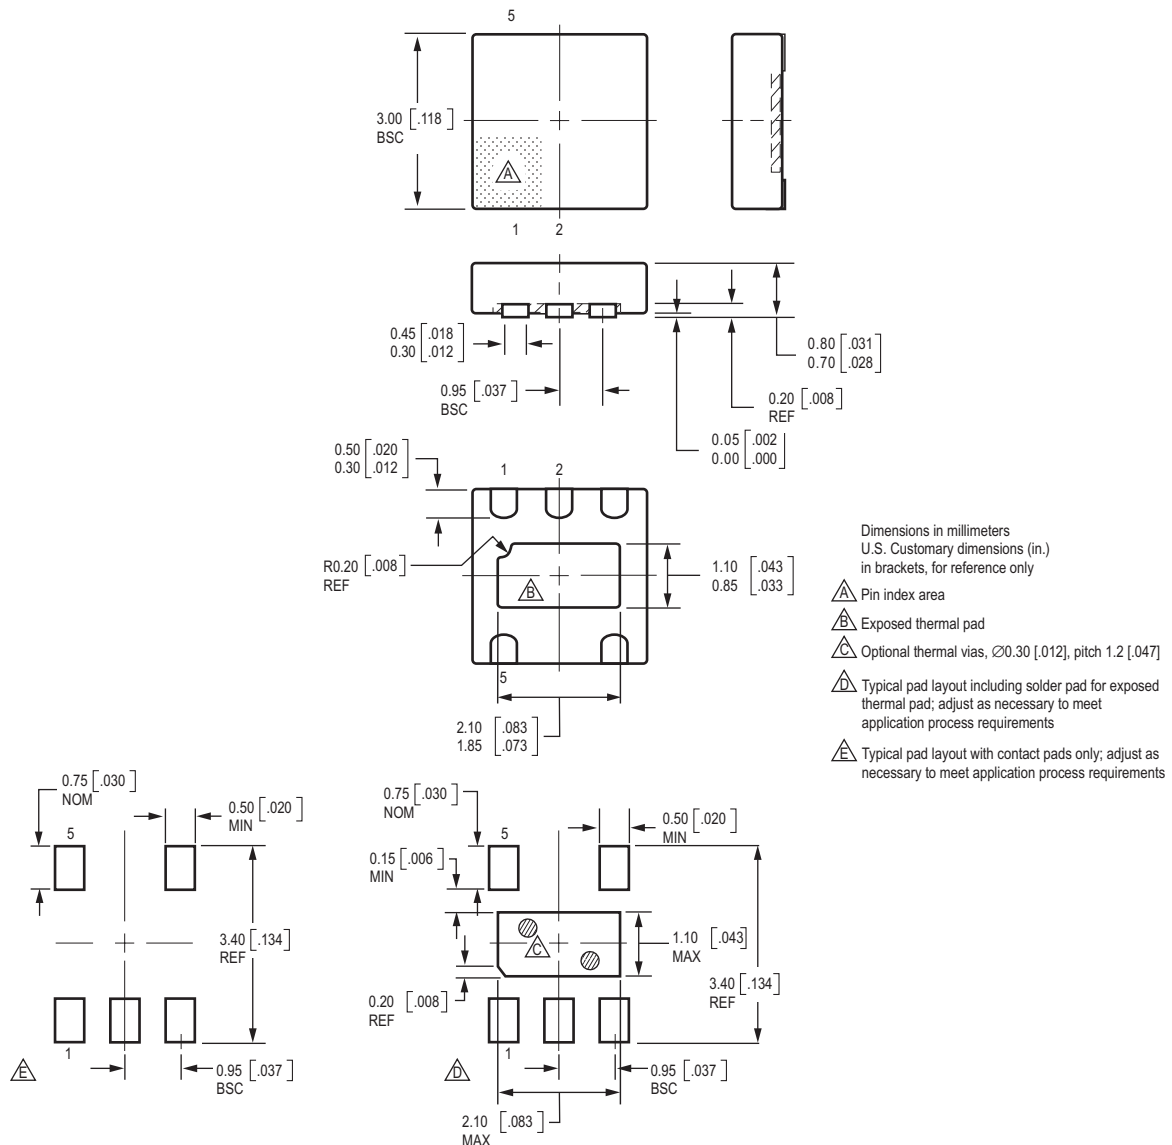 5
3.00 [.118]
BSC
A
1 2
0.45 [.018
0.30 .012]
0.80 [.031
0.70 .028]
0.95 [.037]
BSC
0.20 [.008]
REF
0.05 [.002
0.00 .000]
0.50 [.020
0.30 .012]
1 2
R0.20 [.008]
REF
B
1.10 [.043
0.85 .033]
5
2.10 [.083
1.85 .073]
Dimensions in millimeters
U.S. Customary dimensions (in.)
in brackets, for reference only
A Pin index area
B Exposed thermal pad
C Optional thermal vias, ∅0.30 [.012], pitch 1.2 [.047]
D Typical pad layout including solder pad for exposed
thermal pad; adjust as necessary to meet
application process requirements
E Typical pad layout with contact pads only; adjust as
necessary to meet application process requirements
0.75 [.030]
NOM
0.50 [.020]
MIN
5
3.40 [.134]
REF
1
E
0.95 [.037]
BSC
0.75 [.030]
NOM
5
0.50 [.020]
MIN
0.15 [.006]
MIN
C
1.10 [.043]
MAX
3.40 [.134]
REF
0.20 [.008]
REF
1
D
0.95 [.037]
BSC
2.10 [.083]
MAX